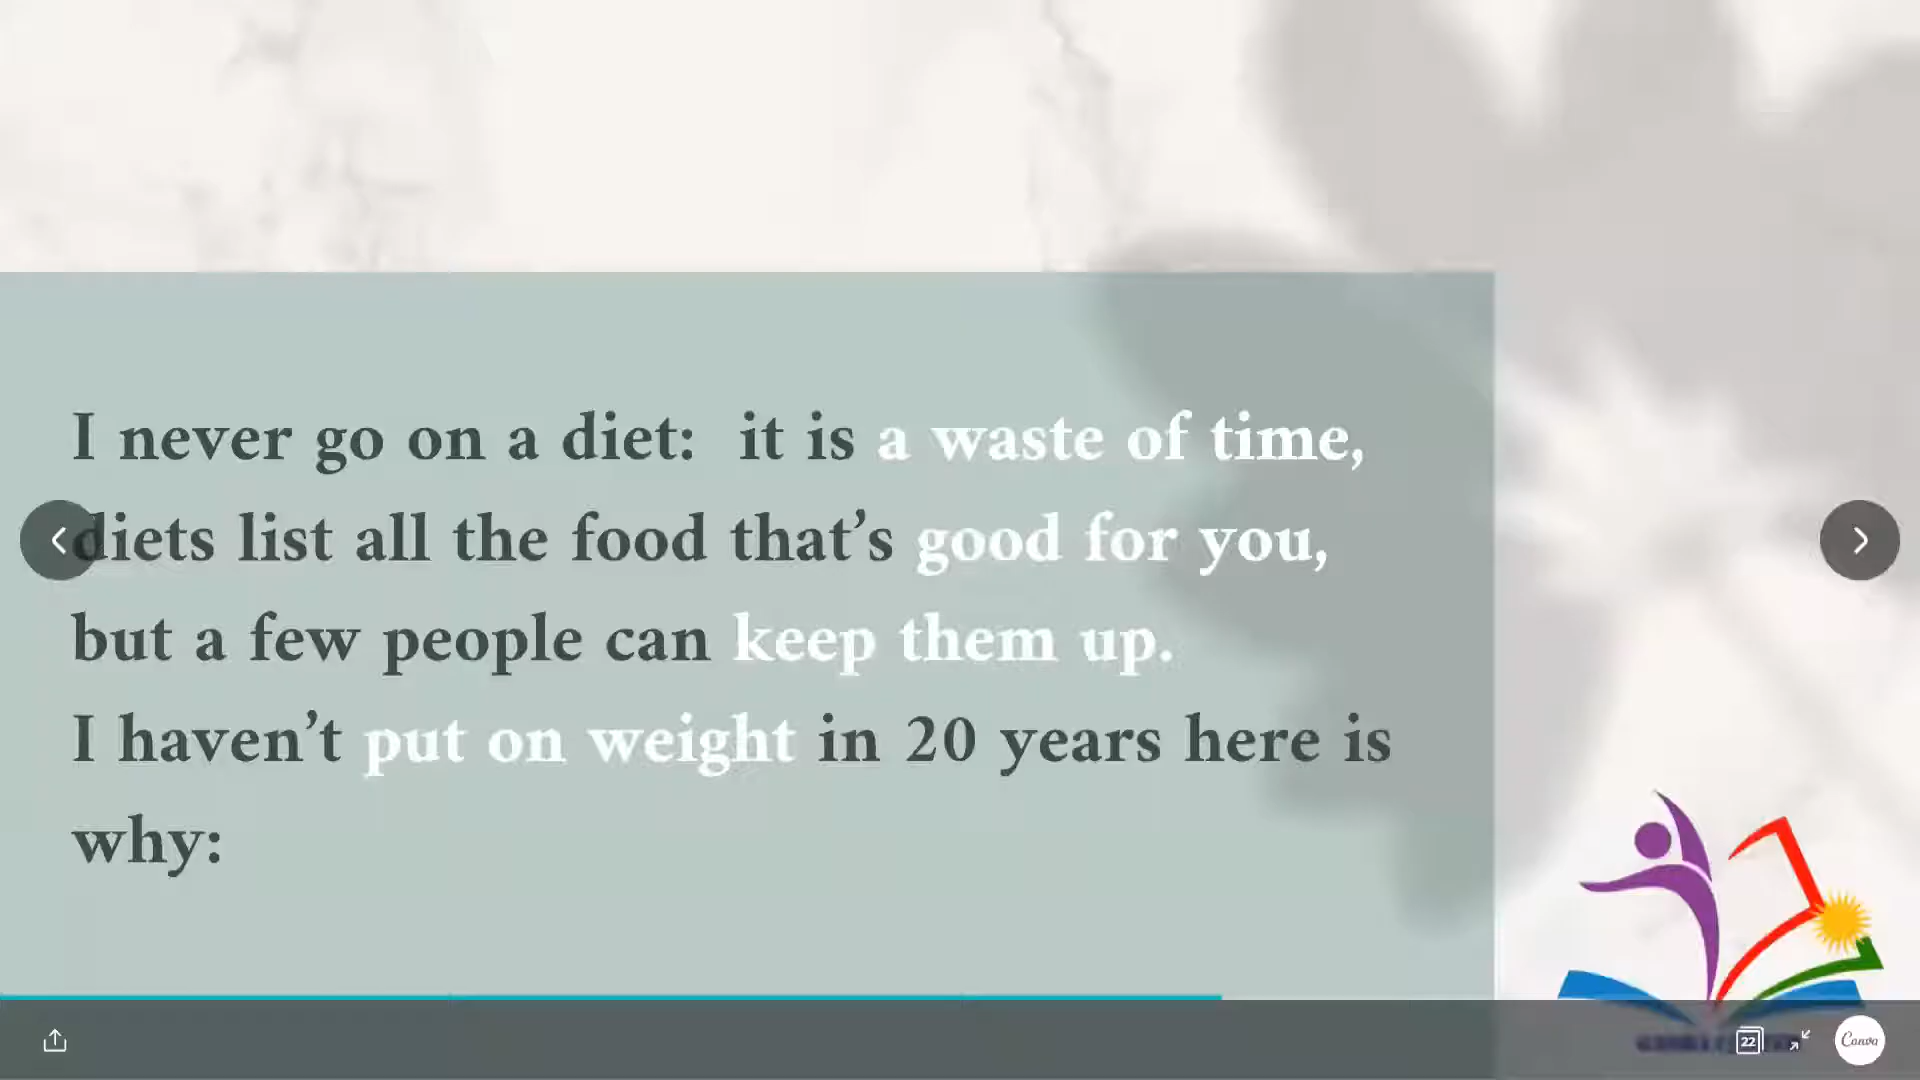 I never go on a diet:  it is a waste of time,
diets list all the food that’s good for you,
but a few people can keep them up.
I haven’t put on weight in 20 years here is
why:
22
Canva